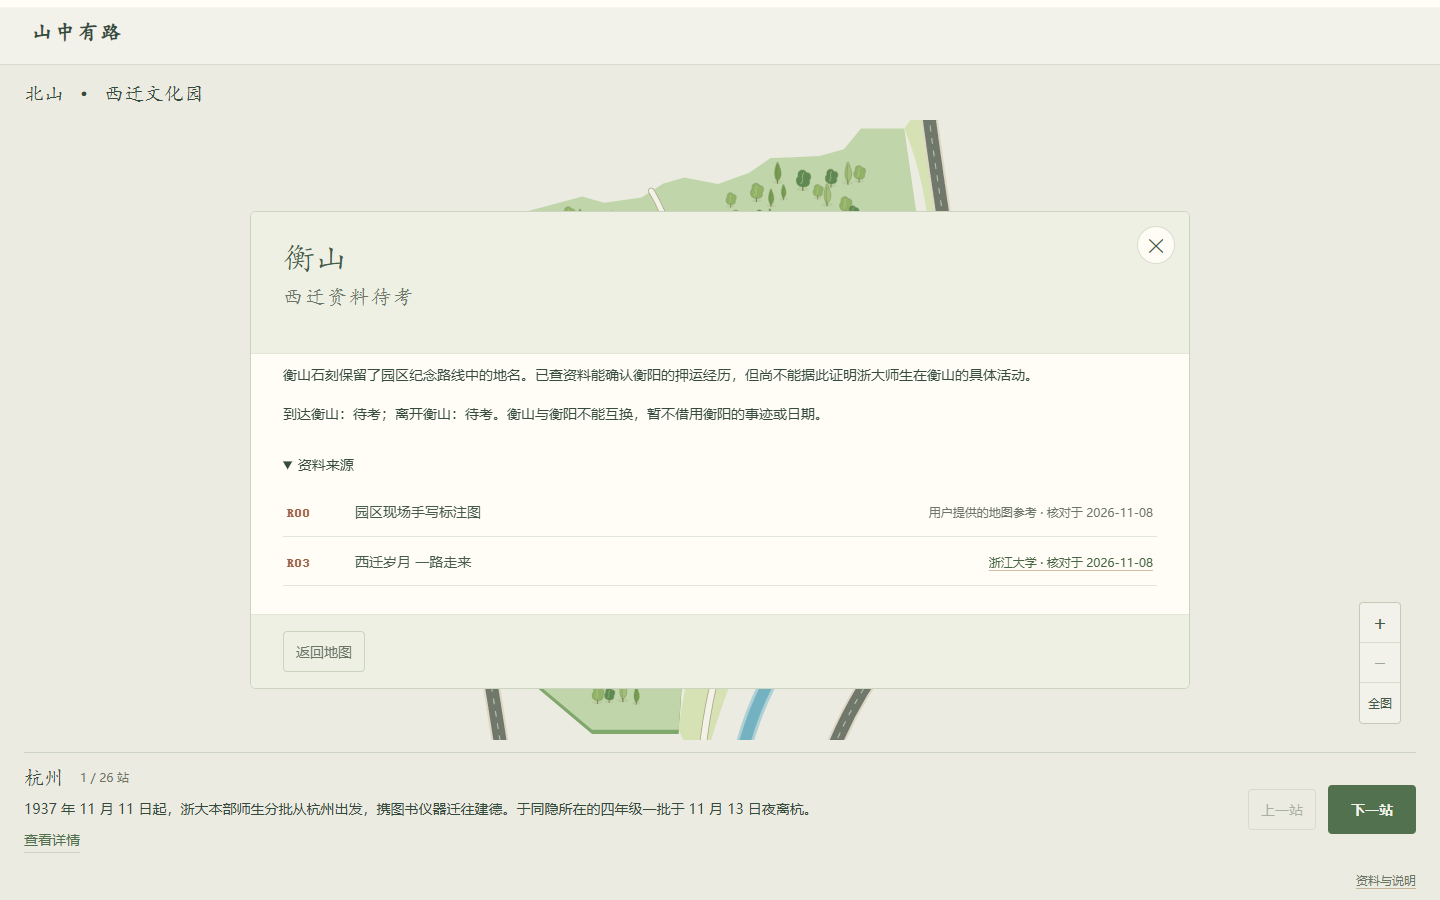 山中有路
北山 • 西迁文化园
衡山
西迁资料待考
衡山石刻保留了园区纪念路线中的地名。已查资料能确认衡阳的押运经历，但尚不能据此证明浙大师生在衡山的具体活动。
到达衡山：待考；离开衡山：待考。衡山与衡阳不能互换，暂不借用衡阳的事迹或日期。
▼ 资料来源
R00 园区现场手写标注图 用户提供的地图参考 · 核对于 2026-11-08
R03 西迁岁月 一路走来 浙江大学 · 核对于 2026-11-08
返回地图
+
−
全图
杭州 1 / 26 站
1937 年 11 月 11 日起，浙大本部师生分批从杭州出发，携图书仪器迁往建德。于同隐所在的四年级一批于 11 月 13 日夜离杭。
查看详情
上一站 下一站
资料与说明